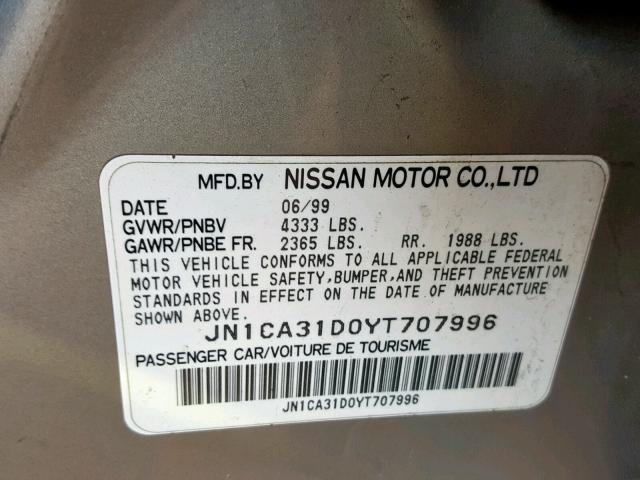 MFD.BY NISSAN MOTOR CO.,LTD
DATE 06/99
GVWR/PNBV 4333 LBS.
GAWR/PNBE FR. 2365 LBS. RR. 1988 LBS.
THIS VEHICLE CONFORMS TO ALL APPLICABLE FEDERAL
MOTOR VEHICLE SAFETY,BUMPER,AND THEFT PREVENTION
STANDARDS IN EFFECT ON THE DATE OF MANUFACTURE
SHOWN ABOVE.
JN1CA31D0YT707996
PASSENGER CAR/VOITURE DE TOURISME
JN1CA31D0YT707996